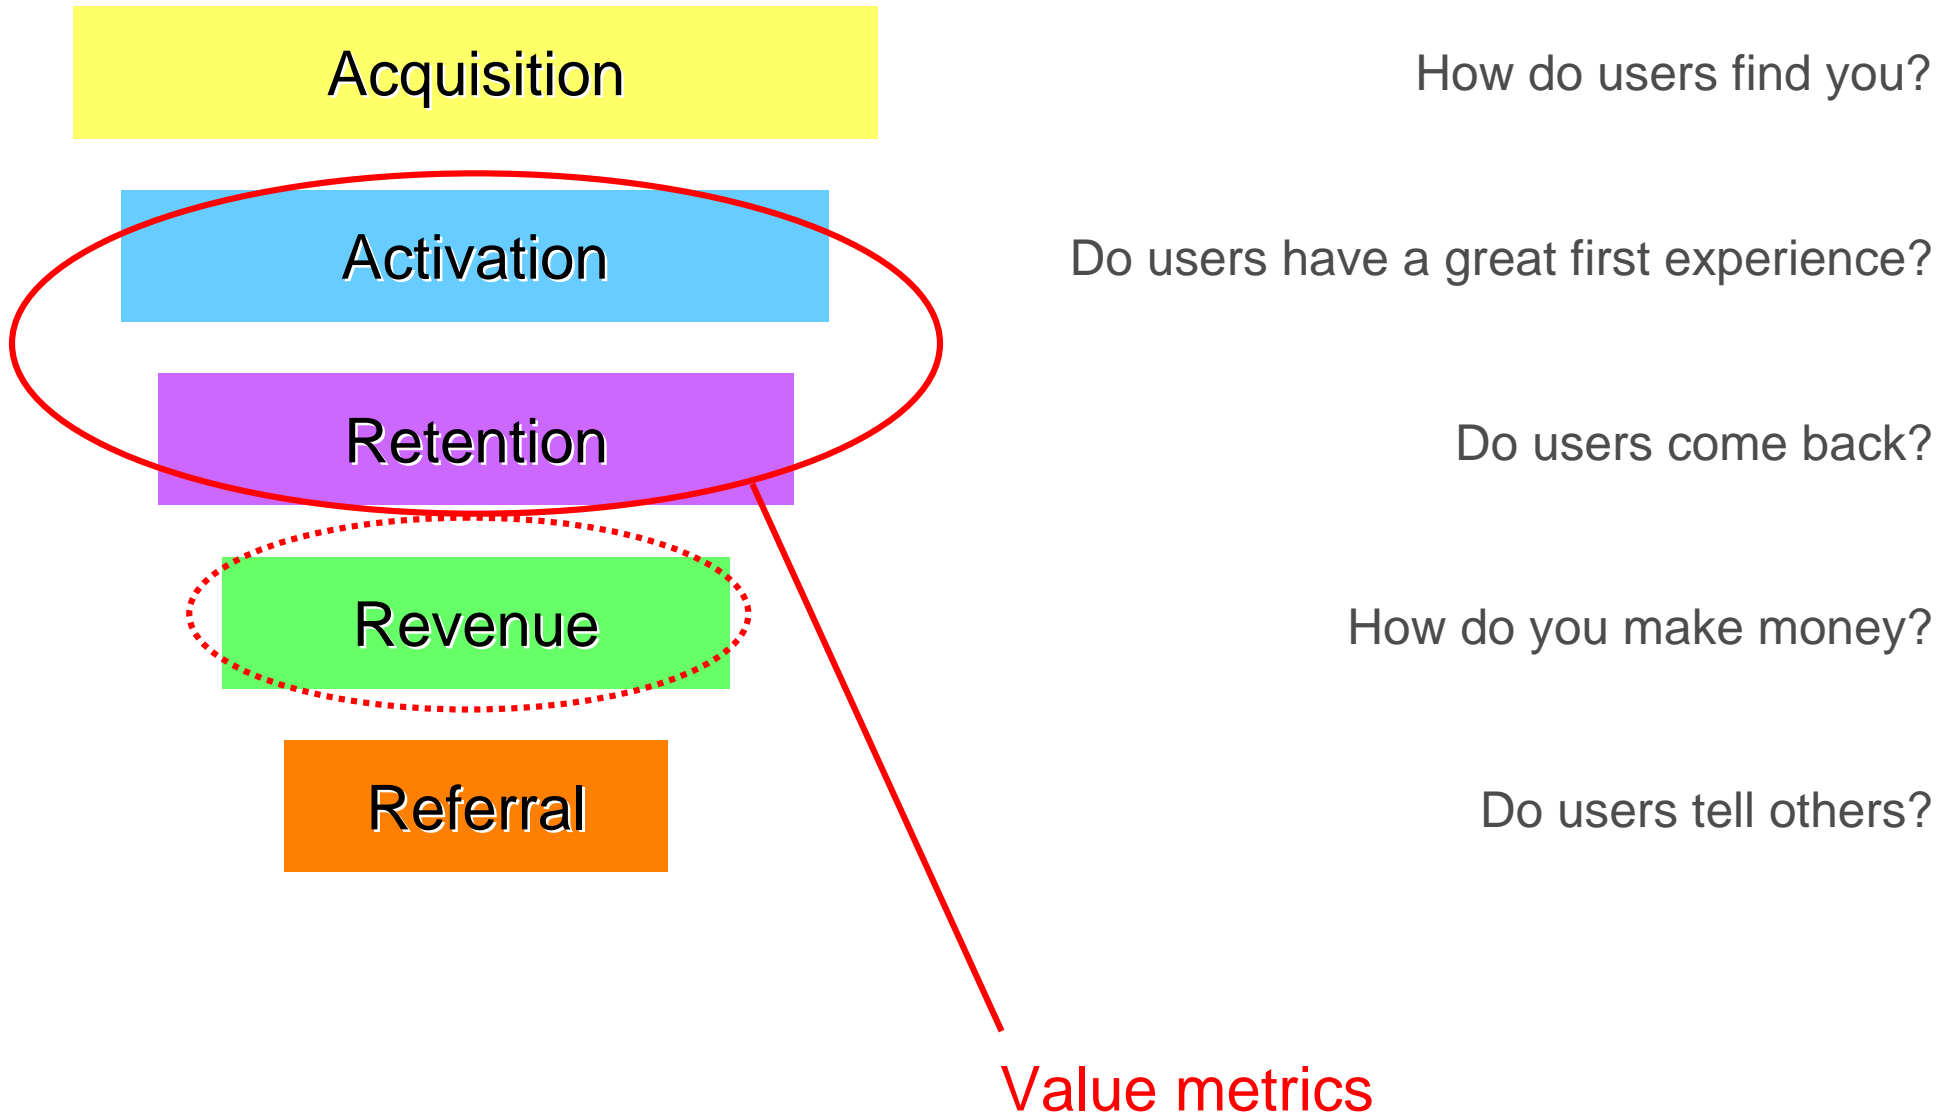 Acquisition
How do users find you?
Activation
Do users have a great first experience?
Retention
Do users come back?
Revenue
How do you make money?
Referral
Do users tell others?
Value metrics